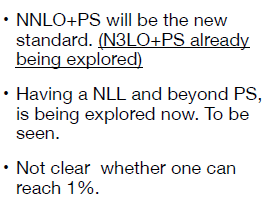 • NNLO+PS will be the new
standard. (N3LO+PS already
being explored)
• Having a NLL and beyond PS,
is being explored now. To be
seen.
• Not clear whether one can
reach 1%.